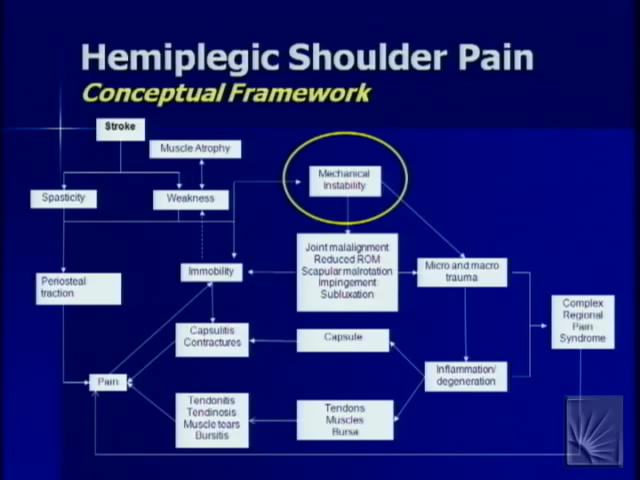 Hemiplegic Shoulder Pain
Conceptual Framework
Stroke
Muscle Atrophy
Spasticity
Weakness
Mechanical
Instability
Joint malalignment
Reduced ROM
Scapular malrotation
Impingement
Subluxation
Immobility
Micro and macro
trauma
Periosteal
traction
Complex
Regional
Pain
Syndrome
Capsulitis
Contractures
Capsule
Inflammation/
degeneration
Pain
Tendonitis
Tendinosis
Muscle tears
Bursitis
Tendons
Muscles
Bursa